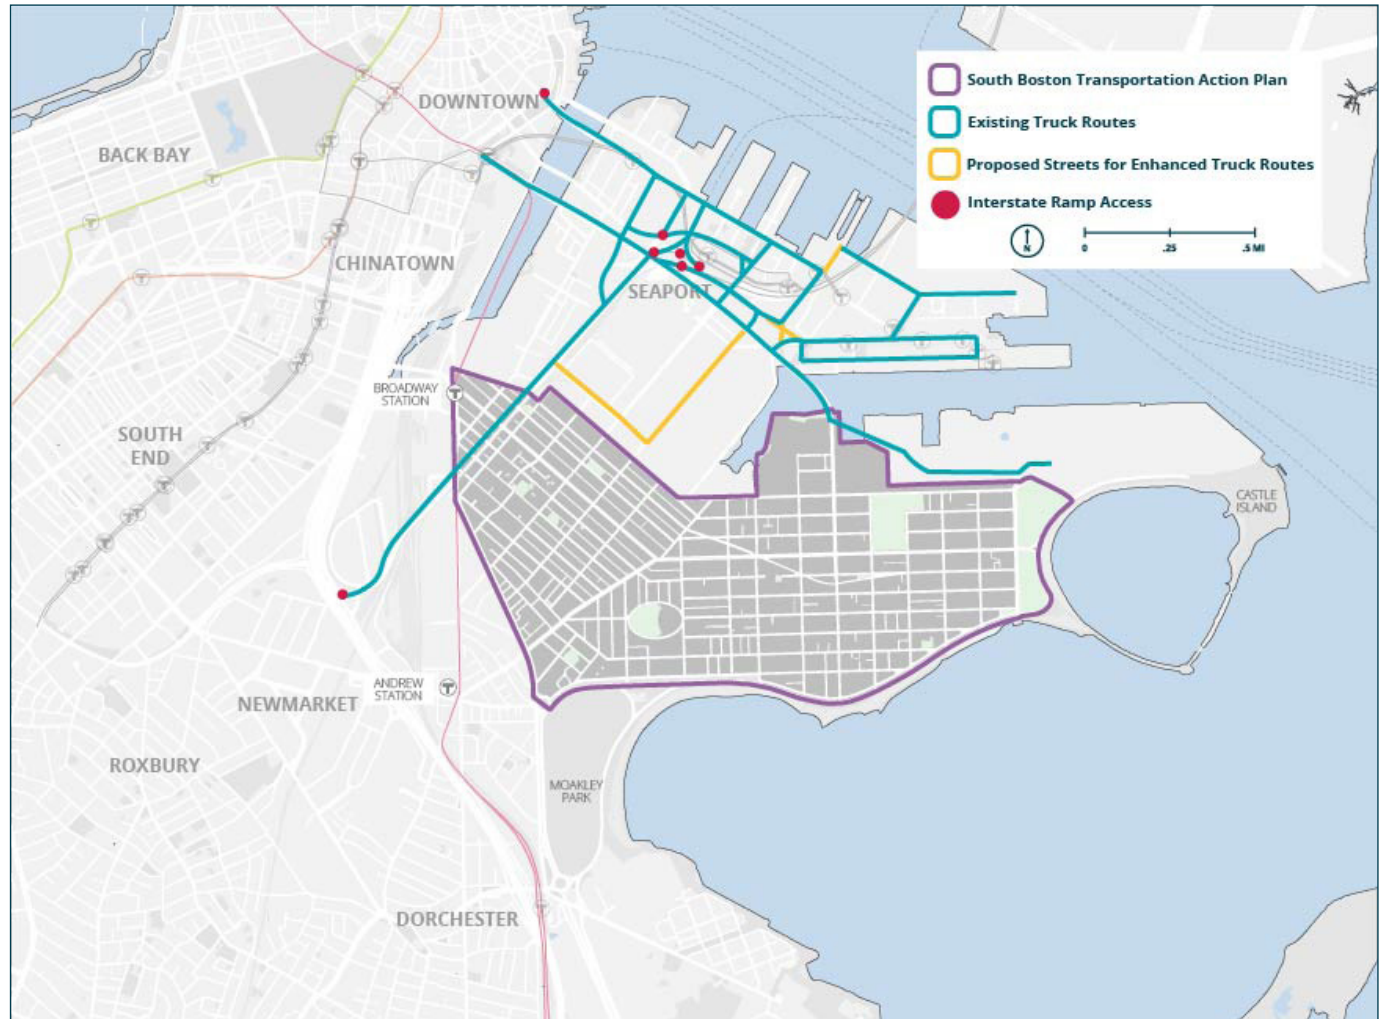 South Boston Transportation Action Plan
Existing Truck Routes
Proposed Streets for Enhanced Truck Routes
Interstate Ramp Access
N
0 .25 .5 MI
DOWNTOWN
BACK BAY
CHINATOWN
SEAPORT
BROADWAY
STATION
T
SOUTH
END
CASTLE
ISLAND
ANDREW
STATION
T
NEWMARKET
ROXBURY
MOAKLEY
PARK
DORCHESTER